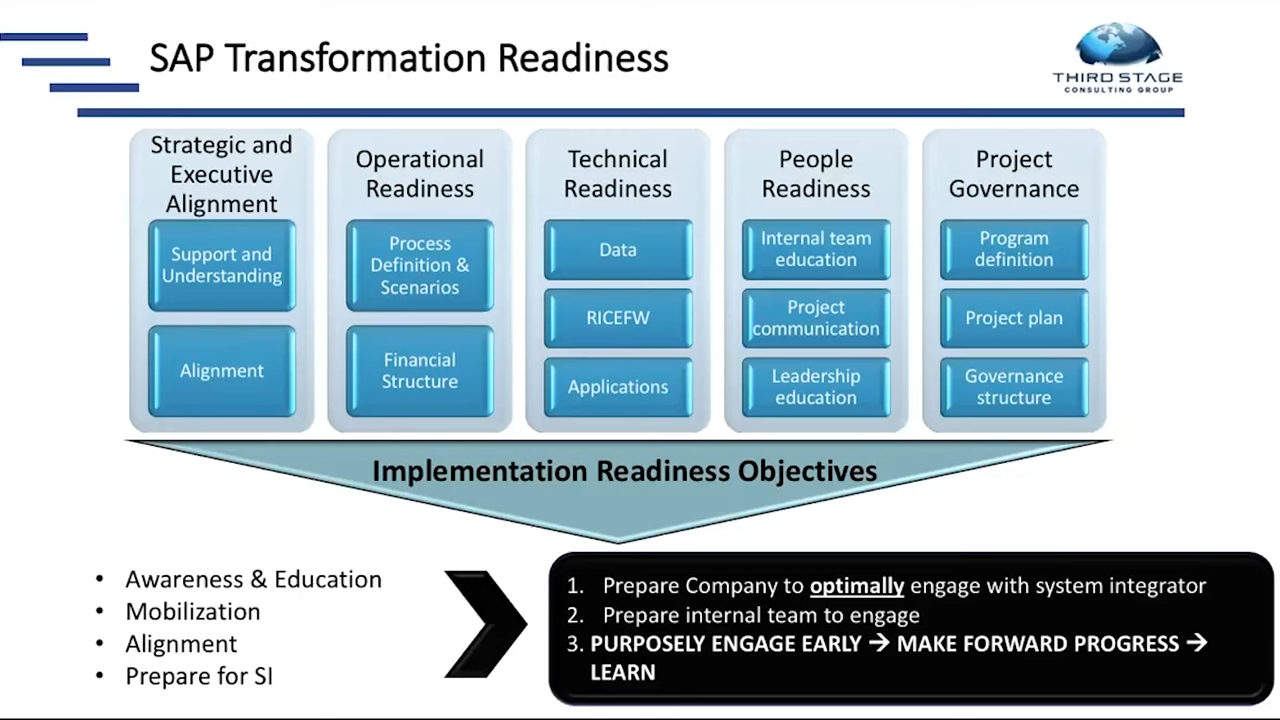 SAP Transformation Readiness
THIRD STAGE
CONSULTING GROUP
Strategic and
Executive
Alignment
Support and
Understanding
Alignment
Operational
Readiness
Process
Definition &
Scenarios
Financial
Structure
Technical
Readiness
Data
RICEFW
Applications
People
Readiness
Internal team
education
Project
communication
Leadership
education
Project
Governance
Program
definition
Project plan
Governance
structure
Implementation Readiness Objectives
• Awareness & Education
• Mobilization
• Alignment
• Prepare for SI
1. Prepare Company to optimally engage with system integrator
2. Prepare internal team to engage
3. PURPOSELY ENGAGE EARLY → MAKE FORWARD PROGRESS →
LEARN